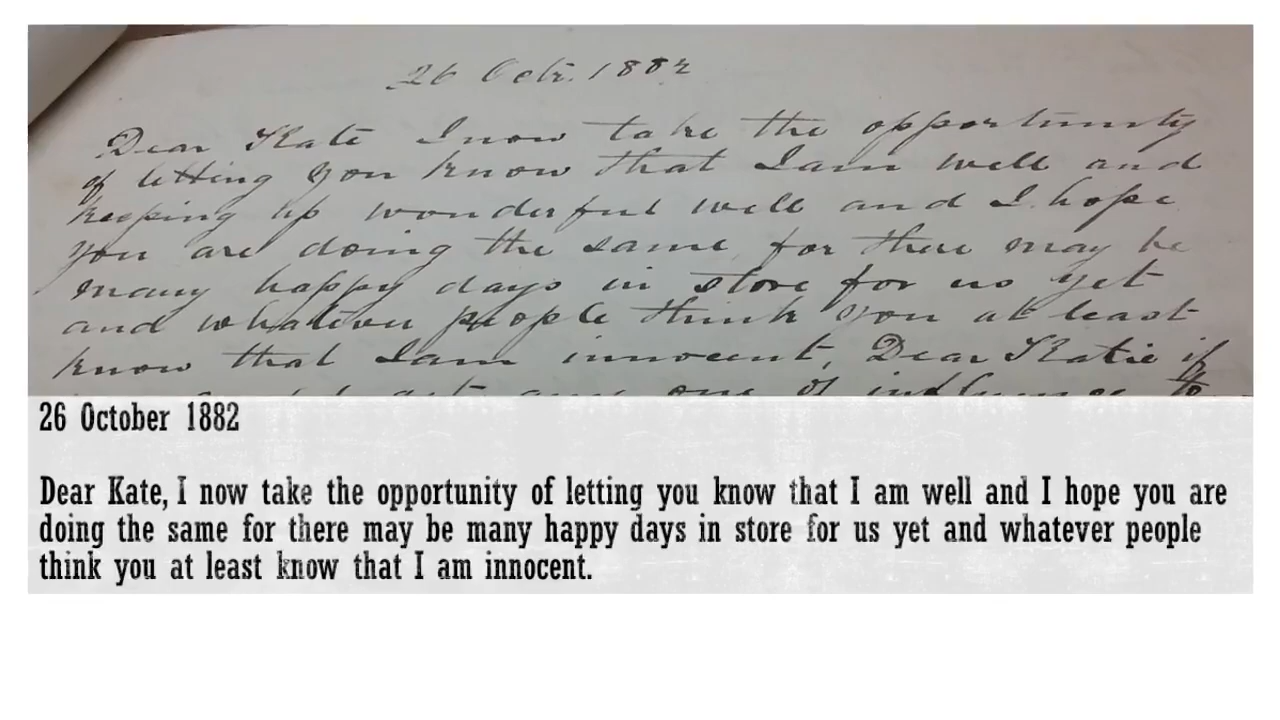 26 Octr. 1882
Dear Kate I now take the opportunity
of letting you know that I am well and
keeping up wonderful well and I hope
you are doing the same, for there may be
many happy days in store for us yet
and whatever people think you at least
know that I am innocent, Dear Katie if
one of influence to
26 October 1882
Dear Kate, I now take the opportunity of letting you know that I am well and I hope you are
doing the same for there may be many happy days in store for us yet and whatever people
think you at least know that I am innocent.